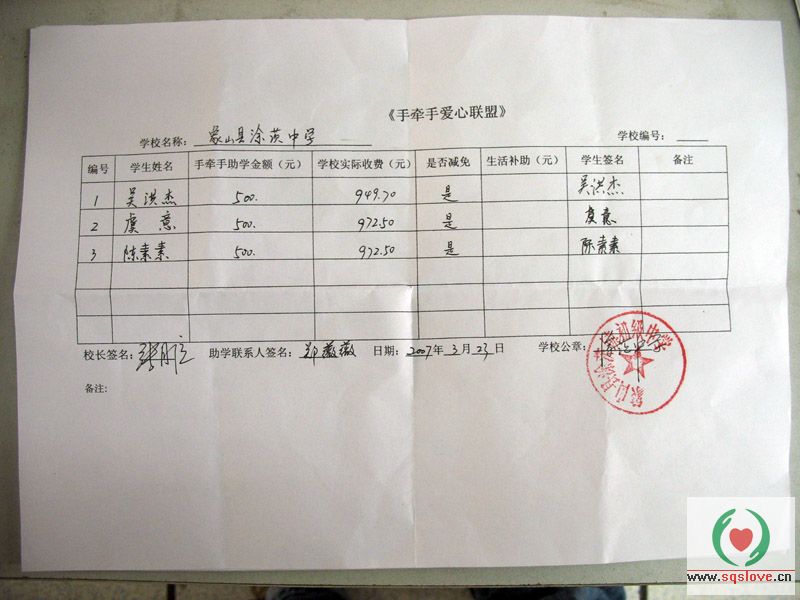 《手牵手爱心联盟》
学校名称： 象山县涂茨中学 学校编号：
编号 学生姓名 手牵手助学金额（元） 学校实际收费（元） 是否减免 生活补助（元） 学生签名 备注
1 吴洪杰 500. 949.70 是 吴洪杰
2 虞意 500. 972.50 是 虞意
3 陈素素 500. 972.50 是 陈素素
校长签名： 助学联系人签名： 郑薇薇 日期： 2007年3月23日 学校公章：
备注:
www.sqslove.cn